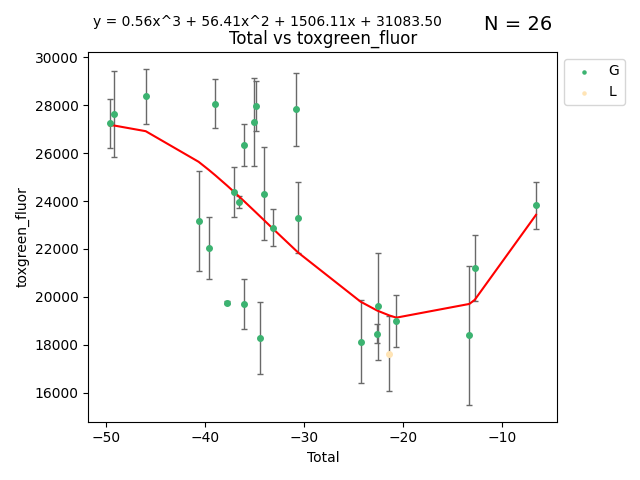 y = 0.56x^3 + 56.41x^2 + 1506.11x + 31083.50
N = 26
Total vs toxgreen_fluor
G
L
toxgreen_fluor
30000
28000
26000
24000
22000
20000
18000
16000
−50
−40
−30
−20
−10
Total